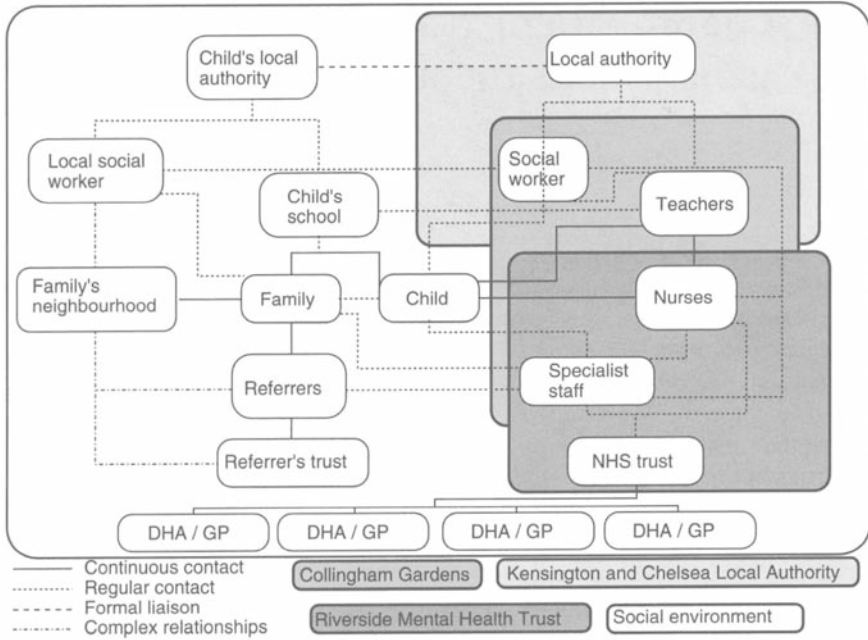 Child's local
authority
Local authority
Local social
worker
Social
worker
Child's
school
Teachers
Family's
neighbourhood
Family
Child
Nurses
Referrers
Specialist
staff
Referrer's trust
NHS trust
DHA / GP
DHA / GP
DHA / GP
DHA / GP
Continuous contact
Regular contact
Formal liaison
Complex relationships
Collingham Gardens
Kensington and Chelsea Local Authority
Riverside Mental Health Trust
Social environment